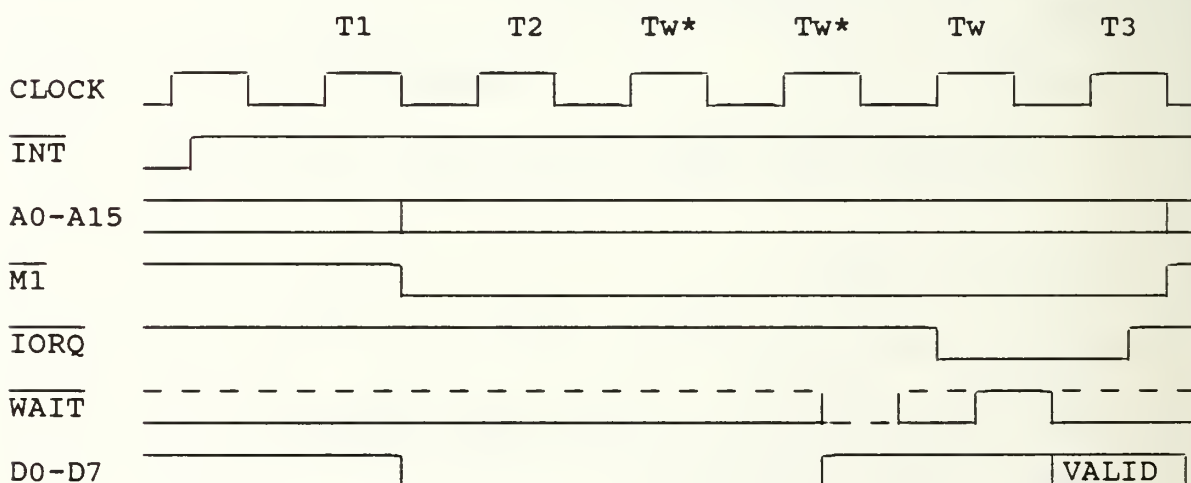 T1 T2 Tw* Tw* Tw T3
CLOCK
INT
A0-A15
M1
IORQ
WAIT
D0-D7 VALID